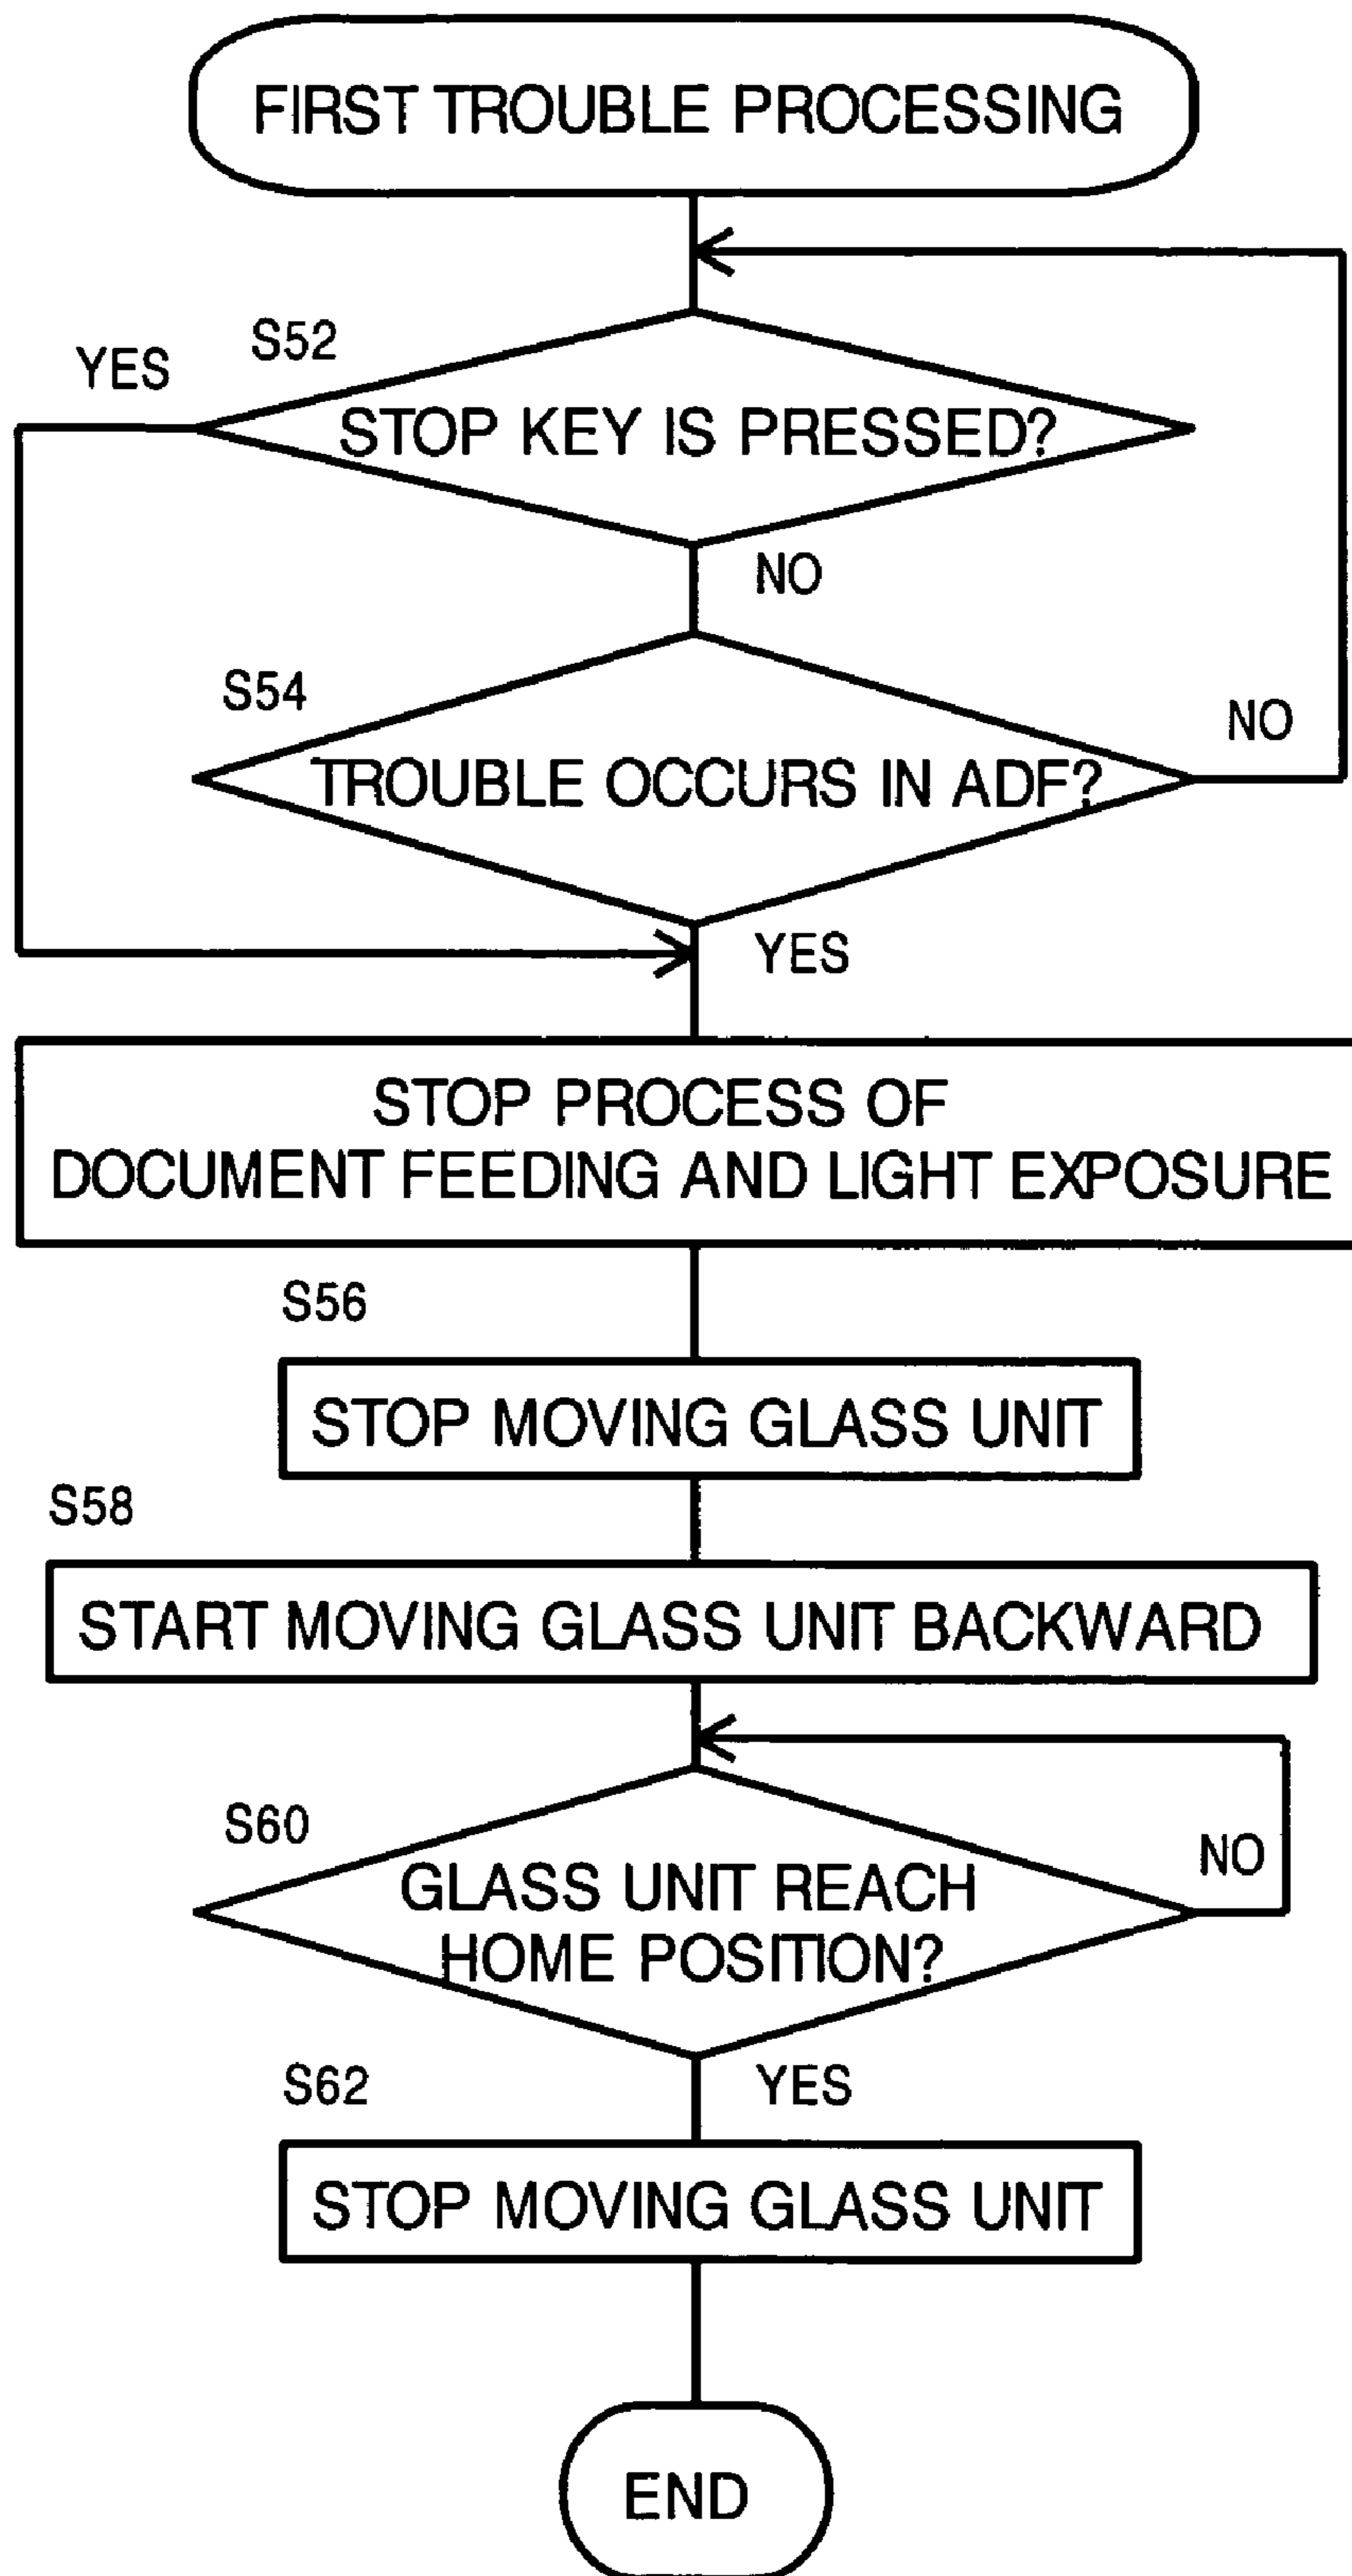 FIRST TROUBLE PROCESSING
S52
YES
STOP KEY IS PRESSED?
NO
S54
NO
TROUBLE OCCURS IN ADF?
YES
STOP PROCESS OF
DOCUMENT FEEDING AND LIGHT EXPOSURE
S56
STOP MOVING GLASS UNIT
S58
START MOVING GLASS UNIT BACKWARD
S60
NO
GLASS UNIT REACH
HOME POSITION?
S62
YES
STOP MOVING GLASS UNIT
END